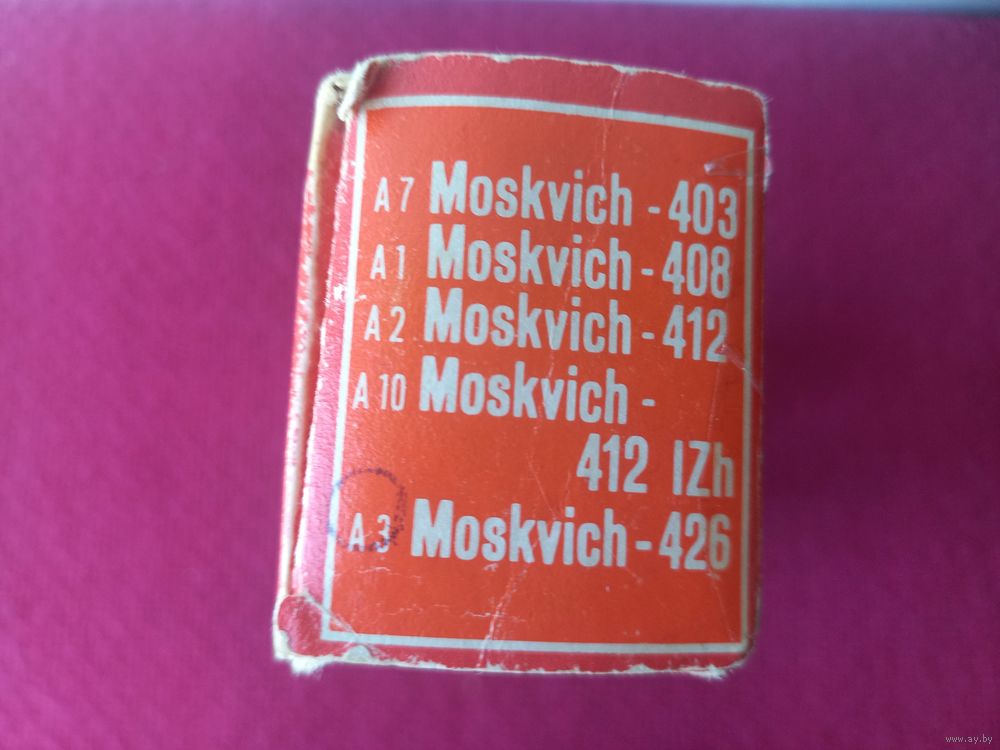 A 7 Moskvich - 403
A 1 Moskvich - 408
A 2 Moskvich - 412
A 10 Moskvich -
412 IZh
A 3 Moskvich - 426
www.ay.by